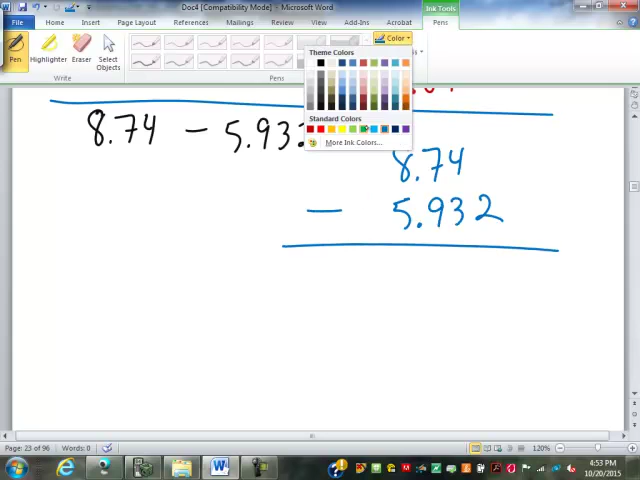 Doc4 [Compatibility Mode] - Microsoft Word
Ink Tools
File Home Insert Page Layout References Mailings Review View Add-Ins Acrobat Pens
Pen Highlighter Eraser Select Objects
Color
Write
Pens
Theme Colors
Standard Colors
More Ink Colors...
8.74 - 5.93
8.74
- 5.932
Page: 23 of 96 Words: 0
120%
4:53 PM
10/20/2015